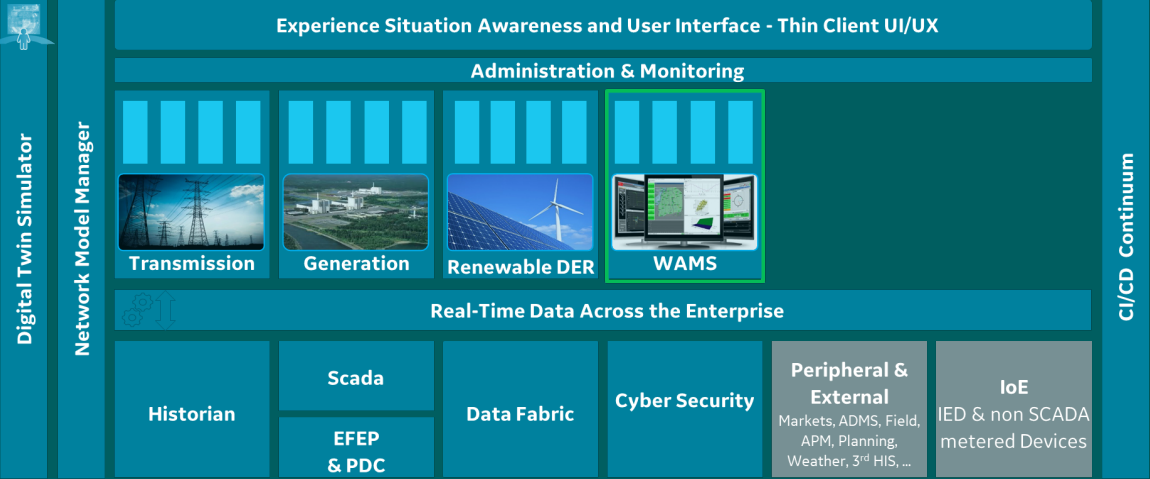 Experience Situation Awareness and User Interface - Thin Client UI/UX
Administration & Monitoring
Digital Twin Simulator
Network Model Manager
Transmission
Generation
Renewable DER
WAMS
CI/CD Continuum
Real-Time Data Across the Enterprise
Historian
Scada
EFEP
& PDC
Data Fabric
Cyber Security
Peripheral &
External
Markets, ADMS, Field,
APM, Planning,
Weather, 3rd HIS, ...
IoE
IED & non SCADA
metered Devices